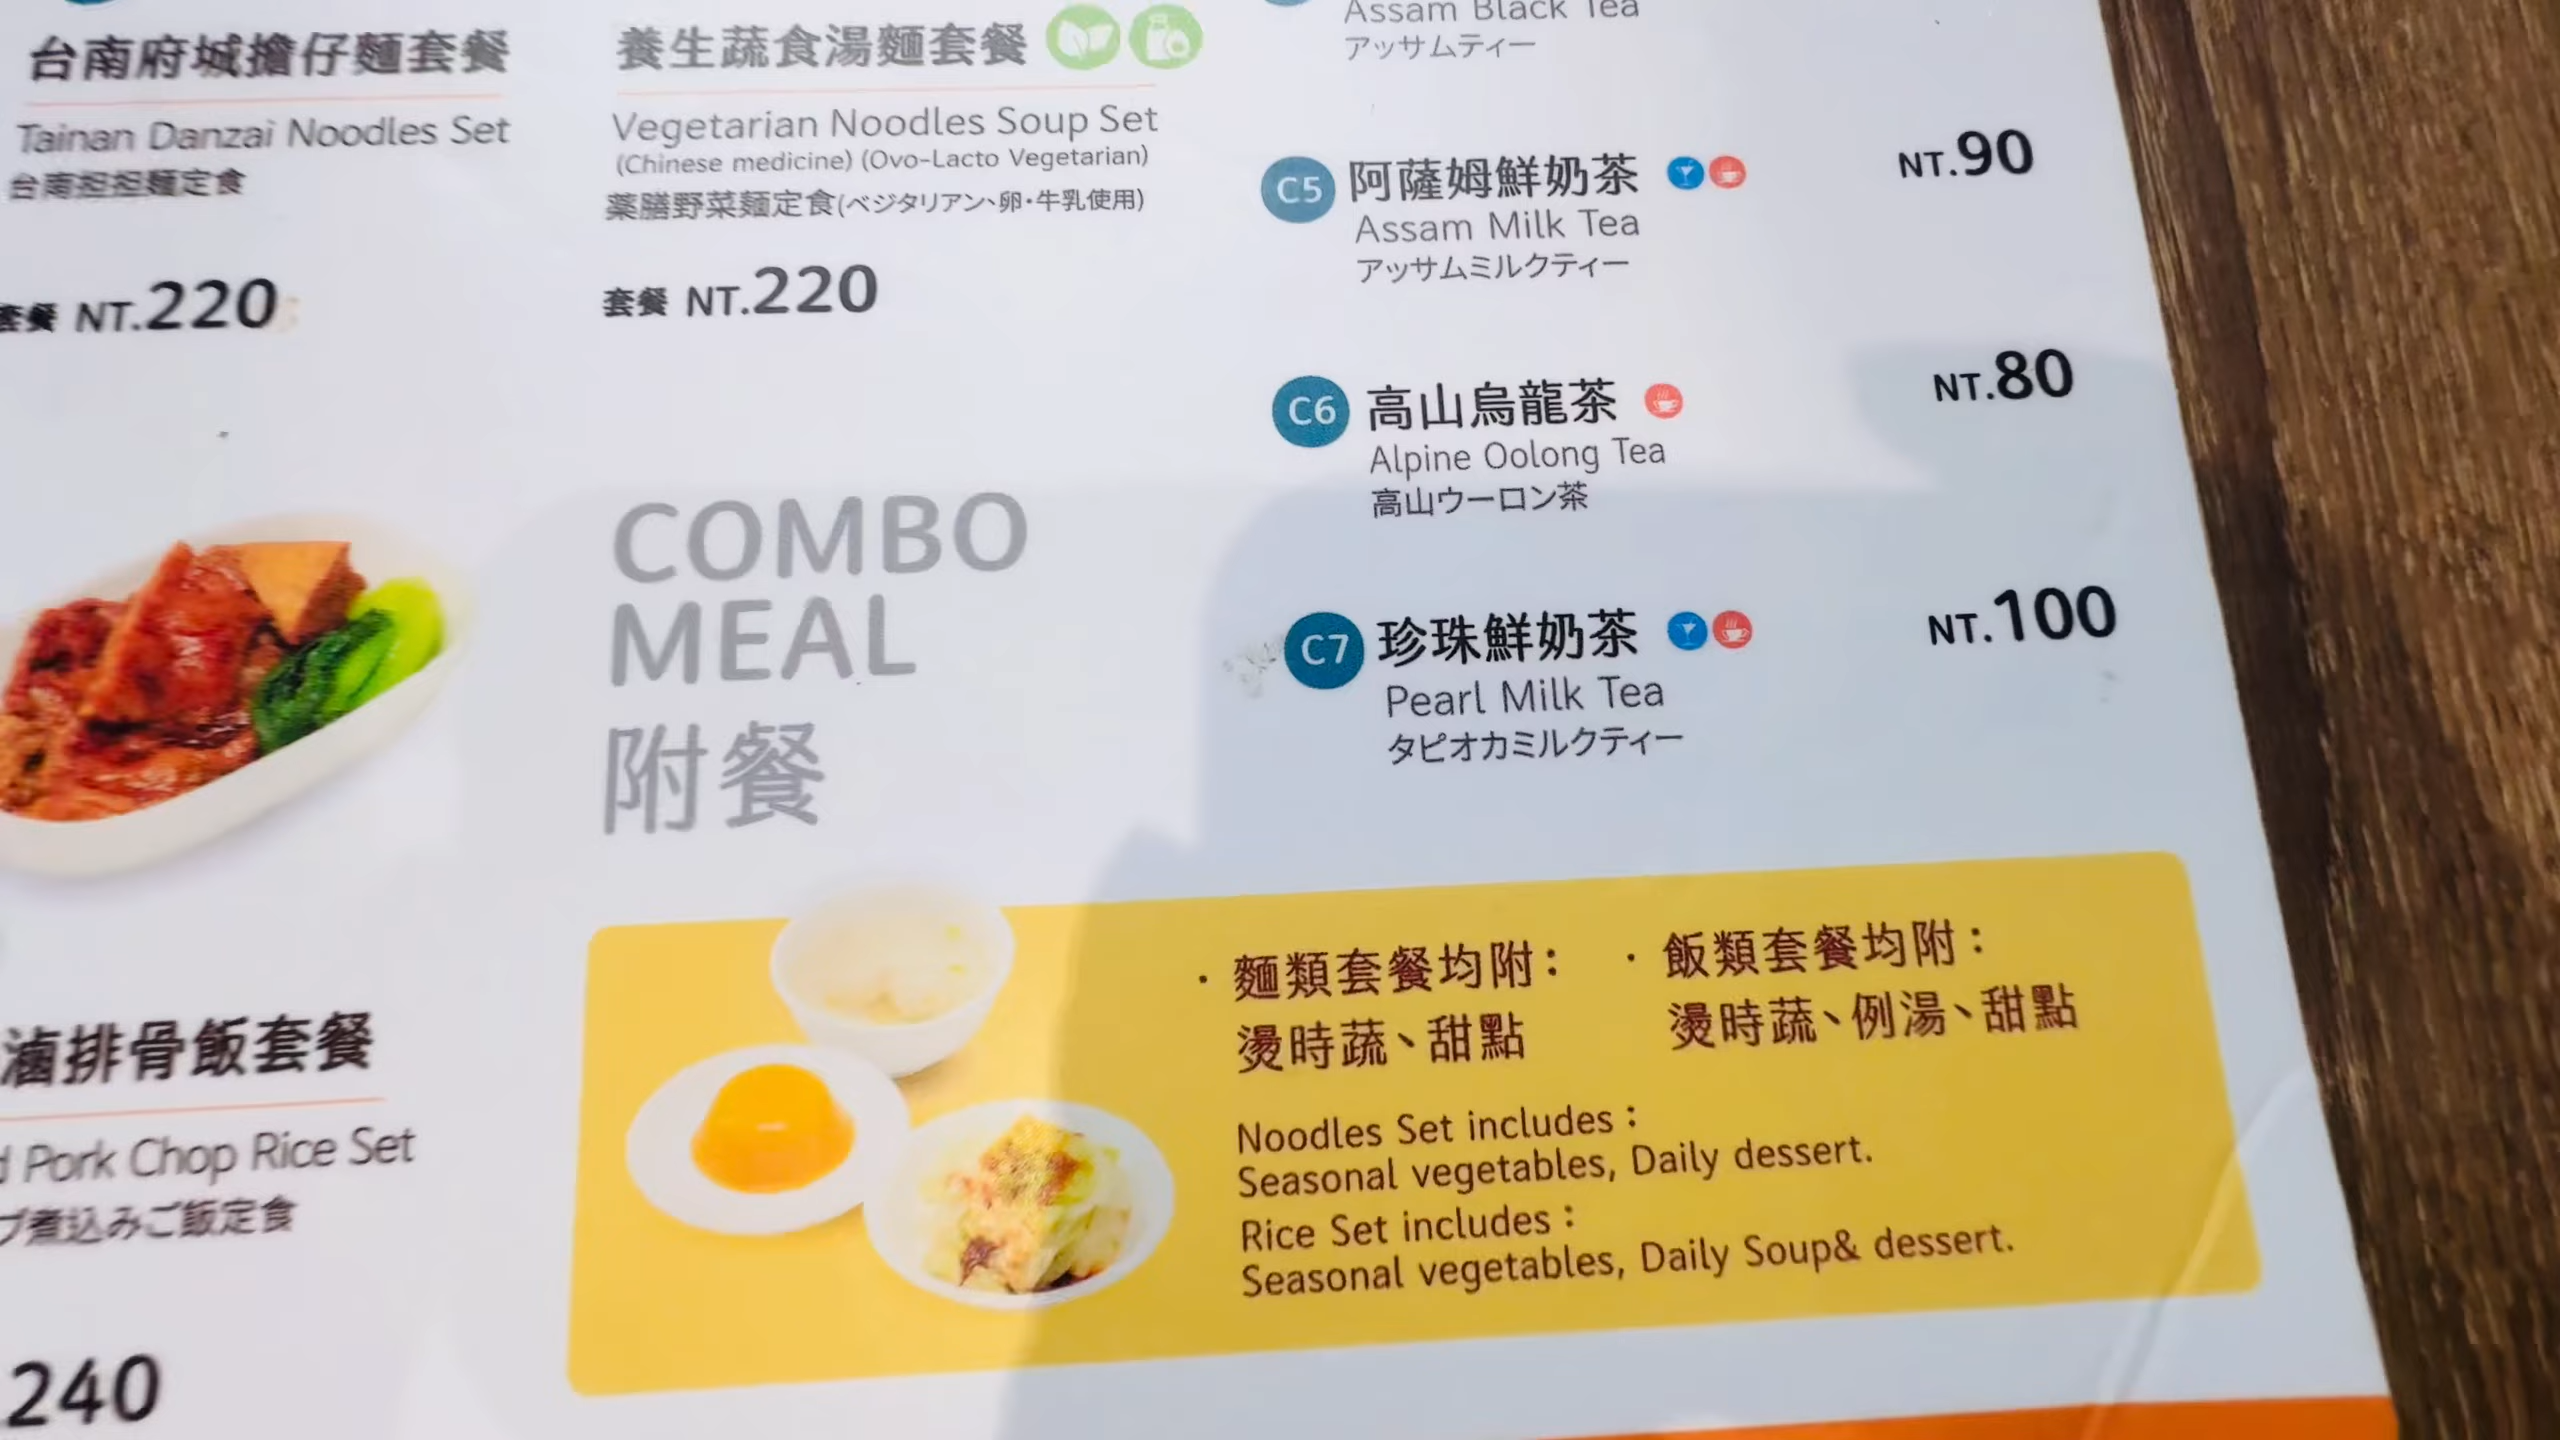 台南府城擔仔麵套餐
Tainan Danzai Noodles Set
台南担担麺定食
套餐 NT.220
滷排骨飯套餐
Pork Chop Rice Set
ブ煮込みご飯定食
240
養生蔬食湯麵套餐
Vegetarian Noodles Soup Set
(Chinese medicine) (Ovo-Lacto Vegetarian)
薬膳野菜麺定食(ベジタリアン、卵・牛乳使用)
套餐 NT.220
COMBO
MEAL
附餐
Assam Black Tea
アッサムティー
C5 阿薩姆鮮奶茶 NT.90
Assam Milk Tea
アッサムミルクティー
C6 高山烏龍茶 NT.80
Alpine Oolong Tea
高山ウーロン茶
C7 珍珠鮮奶茶 NT.100
Pearl Milk Tea
タピオカミルクティー
· 麵類套餐均附：
燙時蔬、甜點
· 飯類套餐均附：
燙時蔬、例湯、甜點
Noodles Set includes：
Seasonal vegetables, Daily dessert.
Rice Set includes：
Seasonal vegetables, Daily Soup& dessert.